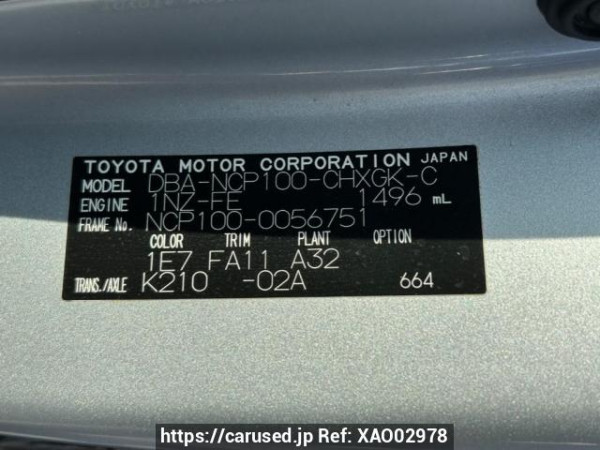 TOYOTA MOTOR CORPORATION JAPAN
MODEL DBA-NCP100-CHXGK-C
ENGINE 1NZ-FE 1496 mL
FRAME No. NCP100-0056751
COLOR TRIM PLANT OPTION
1E7 FA11 A32
TRANS./AXLE K210 -02A 664
https://carused.jp Ref: XAO02978